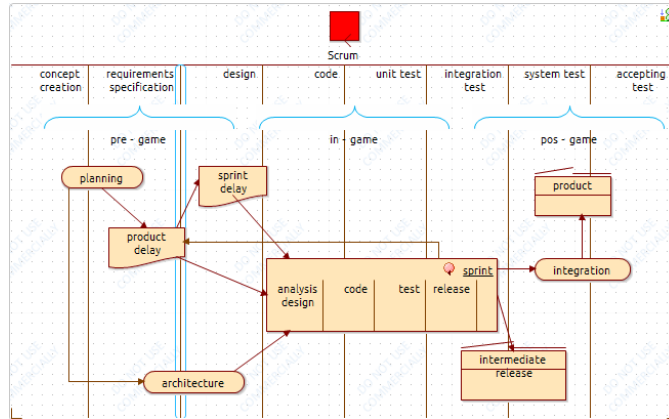 Scrum
concept
creation
requirements
specification
design
code
unit test
integration
test
system test
accepting
test
pre - game
in - game
pos - game
planning
sprint
delay
product
product
delay
sprint
analysis
design
code
test
release
integration
intermediate
release
architecture